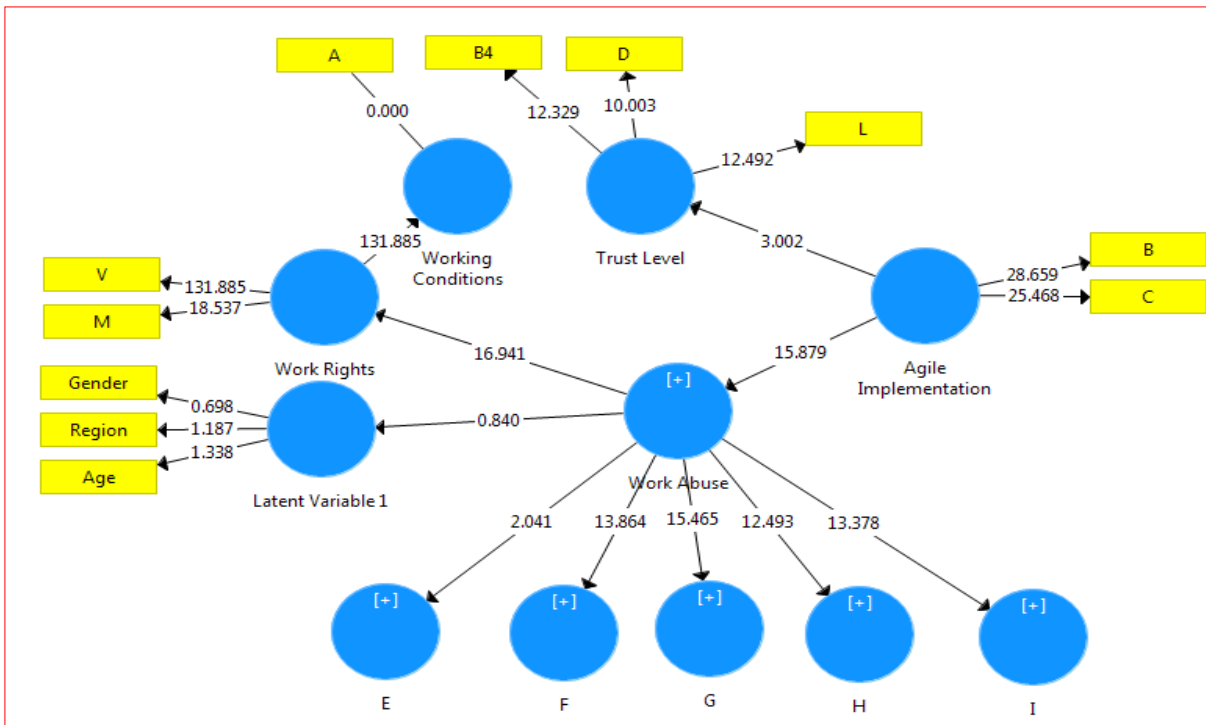 A
B4
D
L
0.000
12.329
10.003
12.492
Working
Conditions
Trust Level
131.885
3.002
B
C
28.659
25.468
V
M
131.885
18.537
Work Rights
16.941
15.879
Agile
Implementation
Gender
Region
Age
0.698
1.187
1.338
Latent Variable 1
0.840
[+]
Work Abuse
2.041
13.864
15.465
12.493
13.378
[+]
[+]
[+]
[+]
[+]
E
F
G
H
I